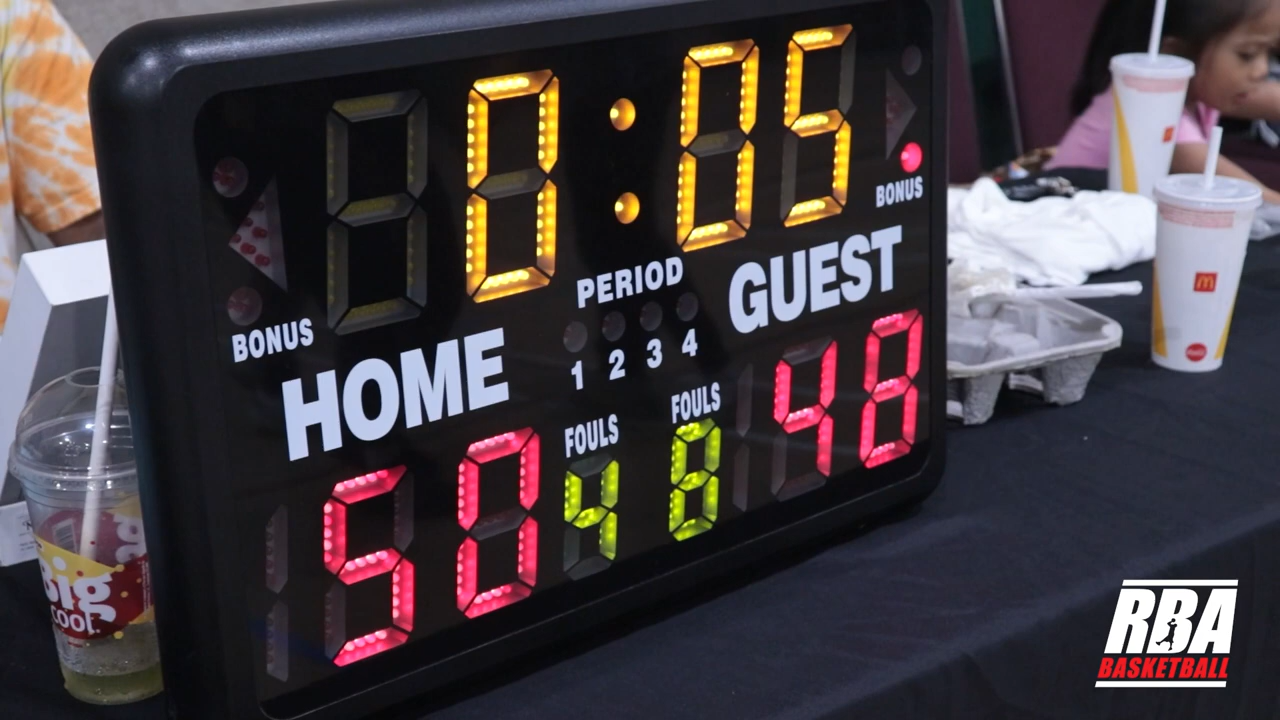 0:05
BONUS
BONUS
PERIOD
1 2 3 4
HOME
GUEST
FOULS
FOULS
50
4
8
48
Big
cool.
RBA
BASKETBALL